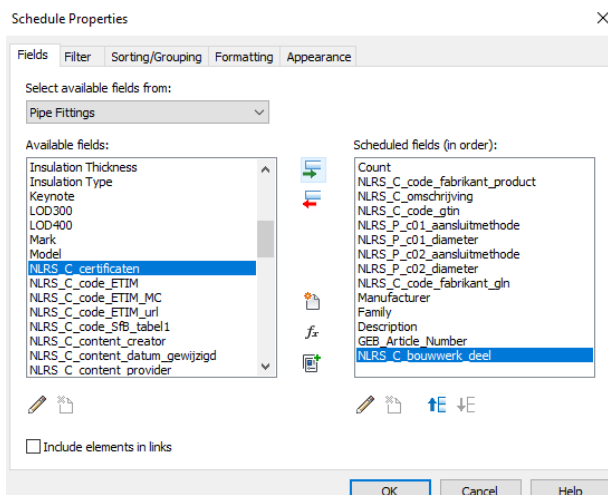 Schedule Properties
Fields Filter Sorting/Grouping Formatting Appearance
Select available fields from:
Pipe Fittings
Available fields:
Insulation Thickness
Insulation Type
Keynote
LOD300
LOD400
Mark
Model
NLRS_C_certificaten
NLRS_C_code_ETIM
NLRS_C_code_ETIM_MC
NLRS_C_code_ETIM_url
NLRS_C_code_SfB_tabel1
NLRS_C_content_creator
NLRS_C_content_datum_gewijzigd
NLRS_C_content_provider
fx
Scheduled fields (in order):
Count
NLRS_C_code_fabrikant_product
NLRS_C_omschrijving
NLRS_C_code_gtin
NLRS_P_c01_aansluitmethode
NLRS_P_c01_diameter
NLRS_P_c02_aansluitmethode
NLRS_P_c02_diameter
NLRS_C_code_fabrikant_gln
Manufacturer
Family
Description
GEB_Article_Number
NLRS_C_bouwwerk_deel
Include elements in links
OK Cancel Help